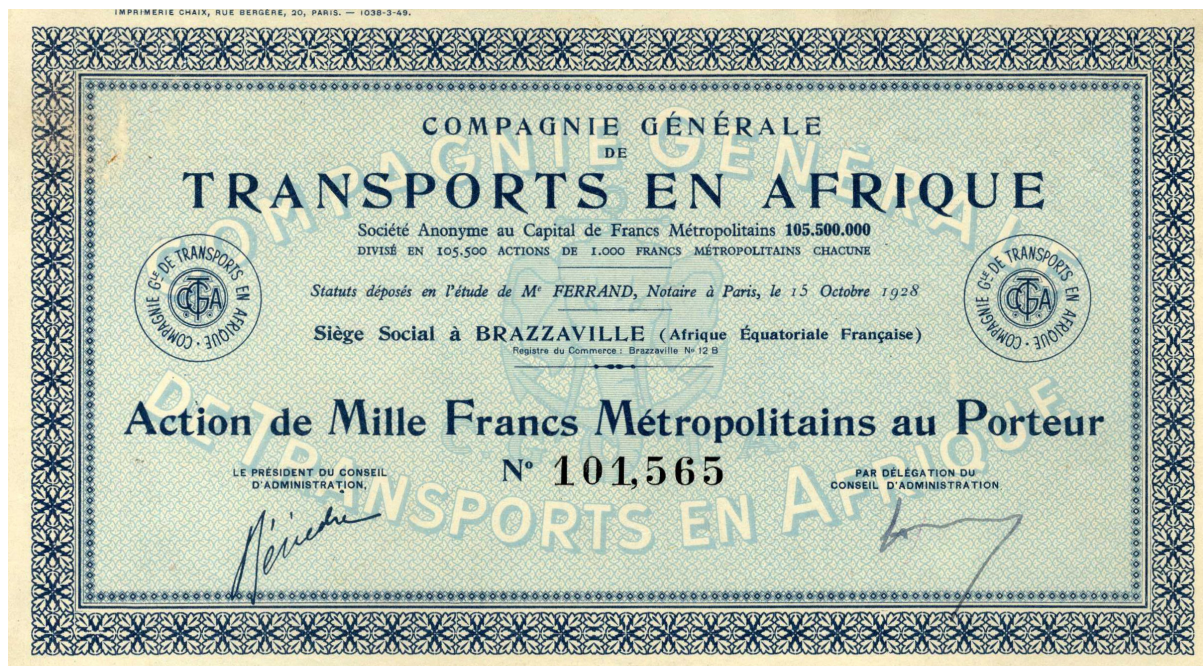 IMPRIMERIE CHAIX, RUE BERGÈRE, 20, PARIS. — 1038-3-49.
COMPAGNIE GÉNÉRALE
DE
TRANSPORTS EN AFRIQUE
Société Anonyme au Capital de Francs Métropolitains 105.500.000
DIVISÉ EN 105.500 ACTIONS DE 1.000 FRANCS MÉTROPOLITAINS CHACUNE
Statuts déposés en l'étude de Mᵉ FERRAND, Notaire à Paris, le 15 Octobre 1928
Siège Social à BRAZZAVILLE (Afrique Équatoriale Française)
Registre du Commerce : Brazzaville Nº 12 B
COMPAGNIE Gˡᵉ DE TRANSPORTS EN AFRIQUE
CGTA
COMPAGNIE Gˡᵉ DE TRANSPORTS EN AFRIQUE
CGTA
Action de Mille Francs Métropolitains au Porteur
Nº 101,565
LE PRÉSIDENT DU CONSEIL
D'ADMINISTRATION,
PAR DÉLÉGATION DU
CONSEIL D'ADMINISTRATION
COMPAGNIE GÉNÉRALE
DE TRANSPORTS EN AFRIQUE